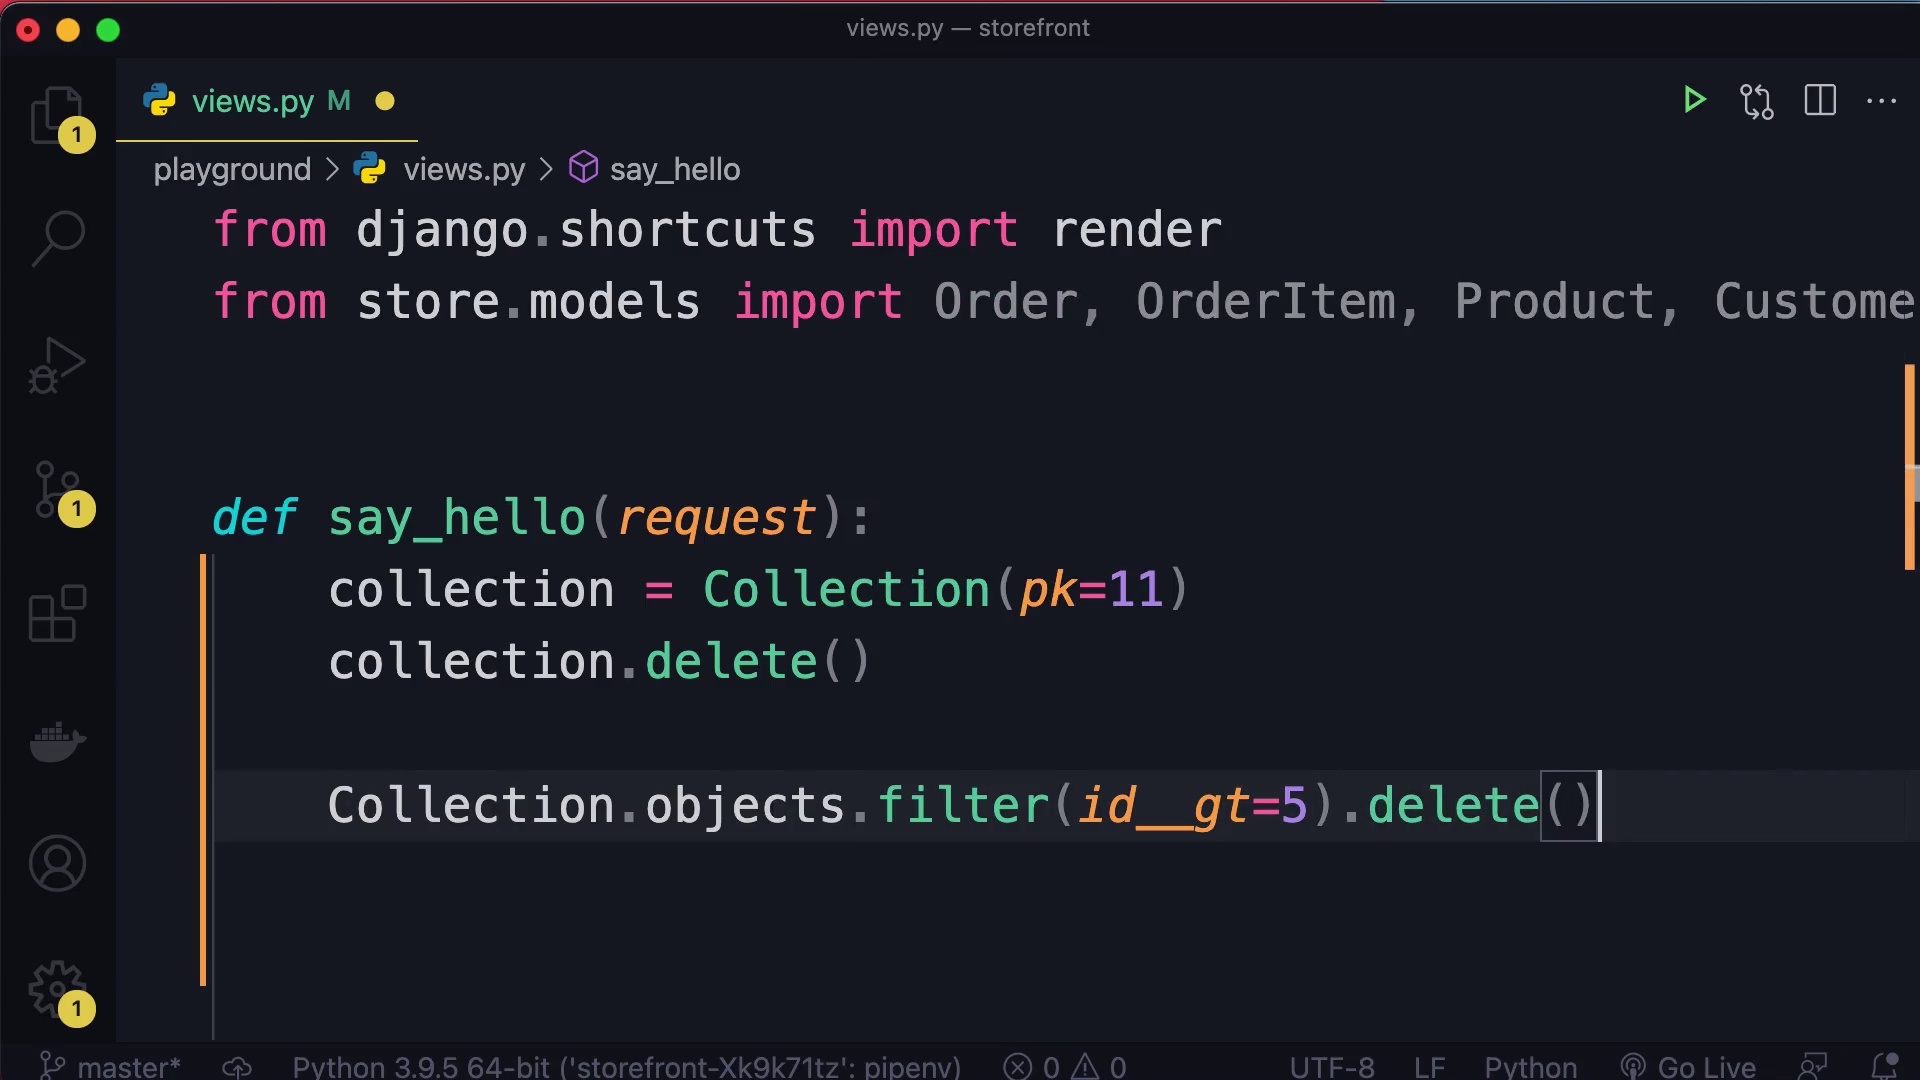 views.py — storefront
views.py M
playground > views.py > say_hello
from django.shortcuts import render
from store.models import Order, OrderItem, Product, Custome
def say_hello(request):
    collection = Collection(pk=11)
    collection.delete()
    Collection.objects.filter(id__gt=5).delete()
1
1
1
master* Python 3.9.5 64-bit ('storefront-Xk9k71tz': pipenv) 0 0 UTF-8 LF Python Go Live